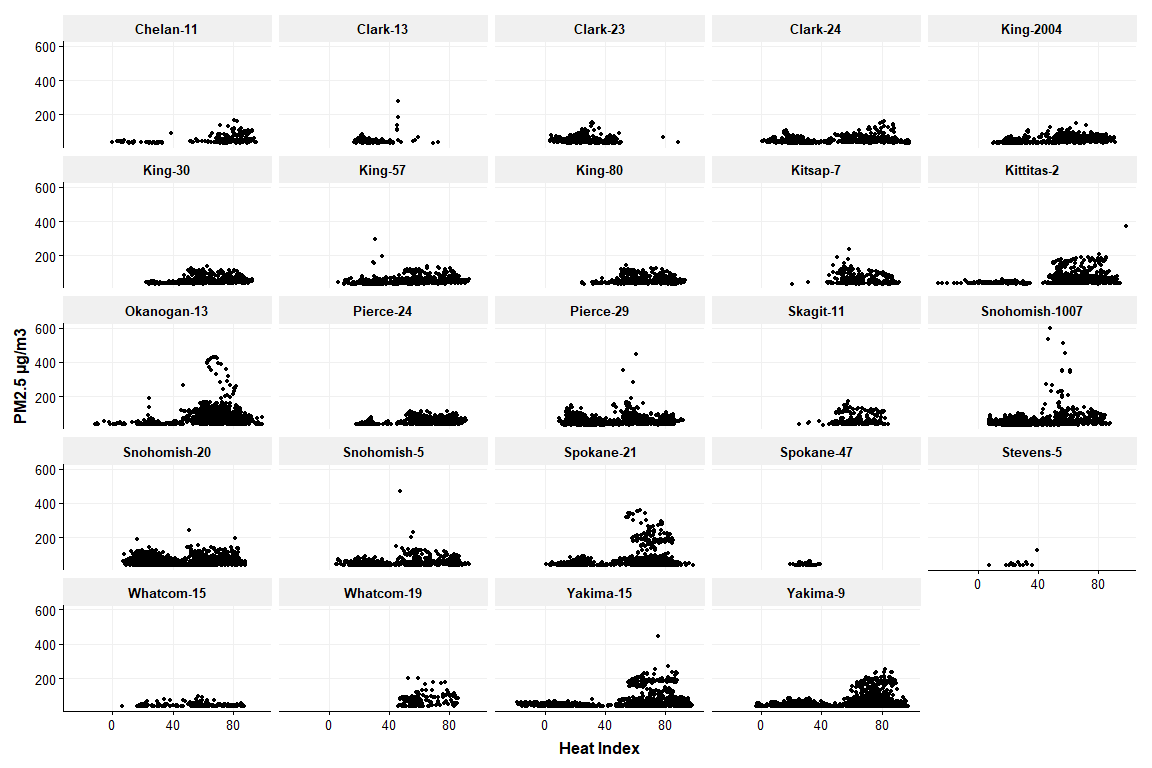 Chelan-11 Clark-13 Clark-23 Clark-24 King-2004
600
400
200
King-30 King-57 King-80 Kitsap-7 Kittitas-2
600
400
200
Okanogan-13 Pierce-24 Pierce-29 Skagit-11 Snohomish-1007
600
400
200
PM2.5 µg/m3
Snohomish-20 Snohomish-5 Spokane-21 Spokane-47 Stevens-5
600
400
200
0 40 80
Whatcom-15 Whatcom-19 Yakima-15 Yakima-9
600
400
200
0 40 80 0 40 80 0 40 80 0 40 80
Heat Index